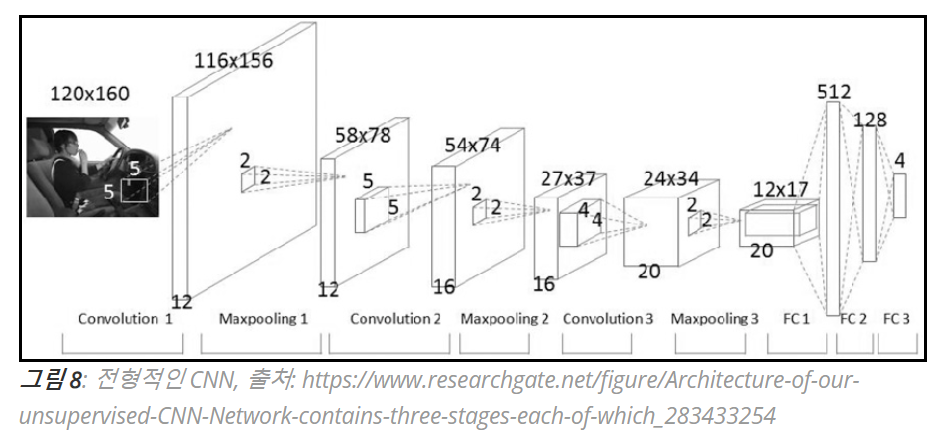 120x160
5
5
116x156
12
2
2
58x78
12
5
5
54x74
16
2
2
27x37
16
4
4
24x34
20
2
2
12x17
20
512
128
4
Convolution 1
Maxpooling 1
Convolution 2
Maxpooling 2
Convolution 3
Maxpooling 3
FC 1
FC 2
FC 3
그림 8: 전형적인 CNN, 출처: https://www.researchgate.net/figure/Architecture-of-our-
unsupervised-CNN-Network-contains-three-stages-each-of-which_283433254